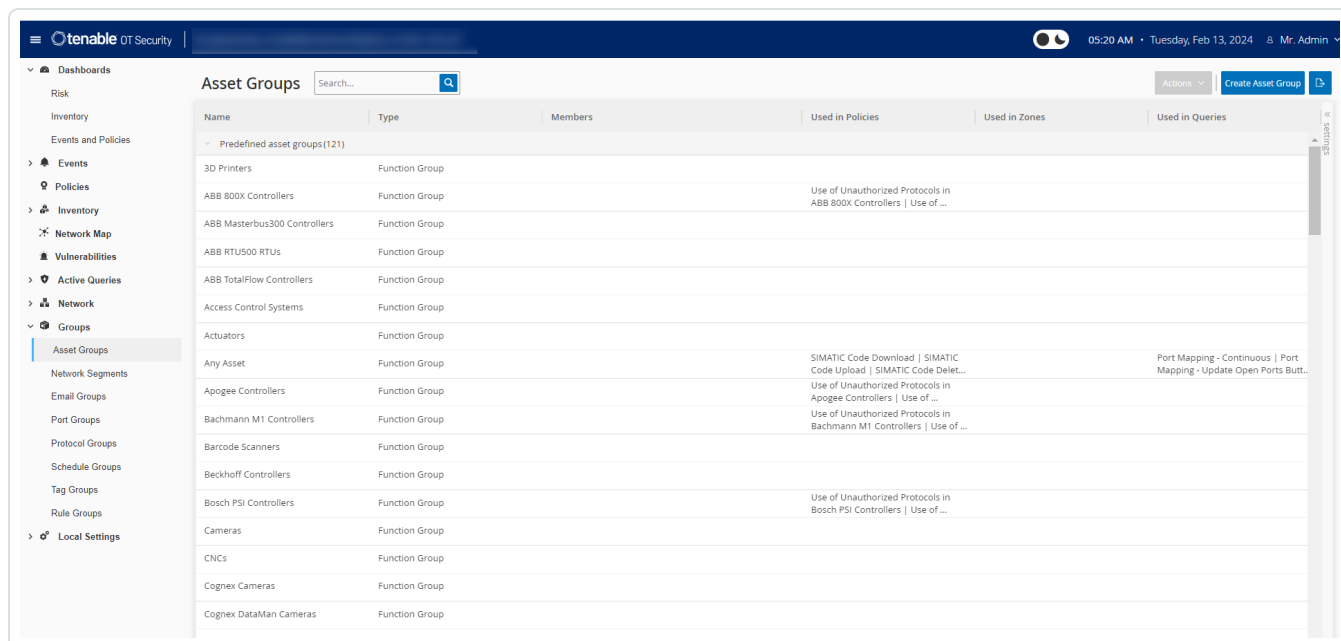 tenable OT Security
05:20 AM • Tuesday, Feb 13, 2024 Mr. Admin
Dashboards
Risk
Inventory
Events and Policies
Events
Policies
Inventory
Network Map
Vulnerabilities
Active Queries
Network
Groups
Asset Groups
Network Segments
Email Groups
Port Groups
Protocol Groups
Schedule Groups
Tag Groups
Rule Groups
Local Settings
Asset Groups Search... Actions Create Asset Group
Name Type Members Used in Policies Used in Zones Used in Queries
Predefined asset groups (121)
3D Printers Function Group
ABB 800X Controllers Function Group Use of Unauthorized Protocols in
ABB 800X Controllers | Use of ...
ABB Masterbus300 Controllers Function Group
ABB RTU500 RTUs Function Group
ABB TotalFlow Controllers Function Group
Access Control Systems Function Group
Actuators Function Group
Any Asset Function Group SIMATIC Code Download | SIMATIC
Code Upload | SIMATIC Code Delet...
Port Mapping - Continuous | Port
Mapping - Update Open Ports Butt...
Apogee Controllers Function Group Use of Unauthorized Protocols in
Apogee Controllers | Use of ...
Bachmann M1 Controllers Function Group Use of Unauthorized Protocols in
Bachmann M1 Controllers | Use of ...
Barcode Scanners Function Group
Beckhoff Controllers Function Group
Bosch PSI Controllers Function Group Use of Unauthorized Protocols in
Bosch PSI Controllers | Use of ...
Cameras Function Group
CNCs Function Group
Cognex Cameras Function Group
Cognex DataMan Cameras Function Group
settings